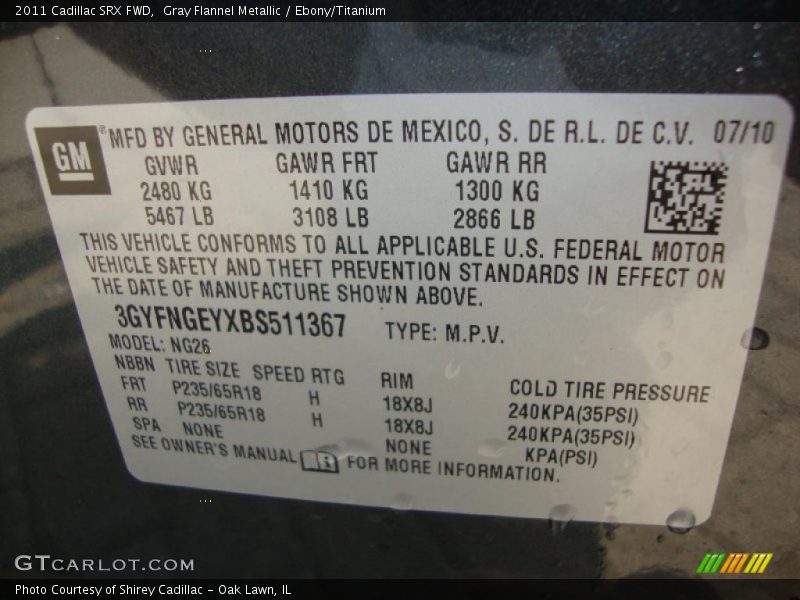 2011 Cadillac SRX FWD,  Gray Flannel Metallic / Ebony/Titanium
GM ® MFD BY GENERAL MOTORS DE MEXICO, S. DE R.L. DE C.V. 07/10
GVWR GAWR FRT GAWR RR
2480 KG 1410 KG 1300 KG
5467 LB 3108 LB 2866 LB
THIS VEHICLE CONFORMS TO ALL APPLICABLE U.S. FEDERAL MOTOR
VEHICLE SAFETY AND THEFT PREVENTION STANDARDS IN EFFECT ON
THE DATE OF MANUFACTURE SHOWN ABOVE.
3GYFNGEYXBS511367 TYPE: M.P.V.
MODEL: NG26
NBBN TIRE SIZE SPEED RTG RIM COLD TIRE PRESSURE
FRT P235/65R18 H 18X8J 240KPA(35PSI)
RR P235/65R18 H 18X8J 240KPA(35PSI)
SPA NONE NONE KPA(PSI)
SEE OWNER'S MANUAL FOR MORE INFORMATION.
GTCARLOT.COM
Photo Courtesy of Shirey Cadillac - Oak Lawn, IL